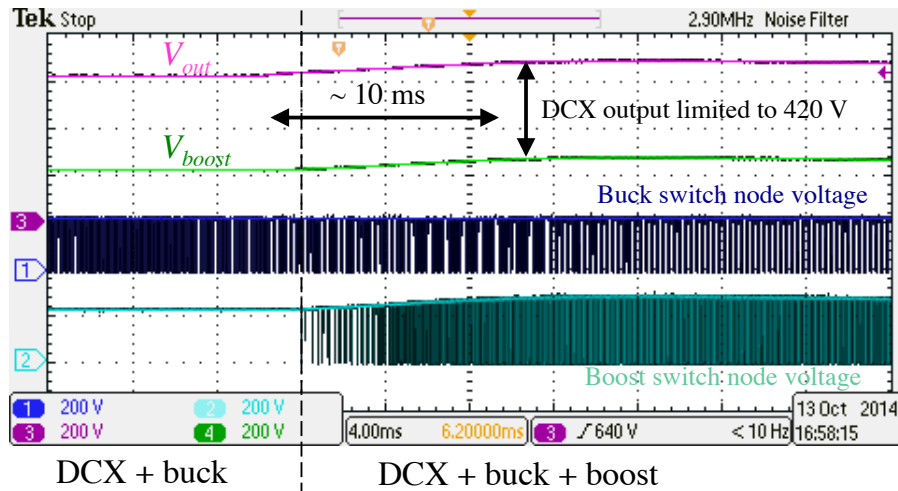 Tek Stop 2.90MHz Noise Filter
T
T
V_out
~ 10 ms
DCX output limited to 420 V
V_boost
Buck switch node voltage
3
1
2
Boost switch node voltage
1 200 V 2 200 V
3 200 V 4 200 V
4.00ms 6.20000ms
3 640 V < 10 Hz
13 Oct 2014
16:58:15
DCX + buck
DCX + buck + boost